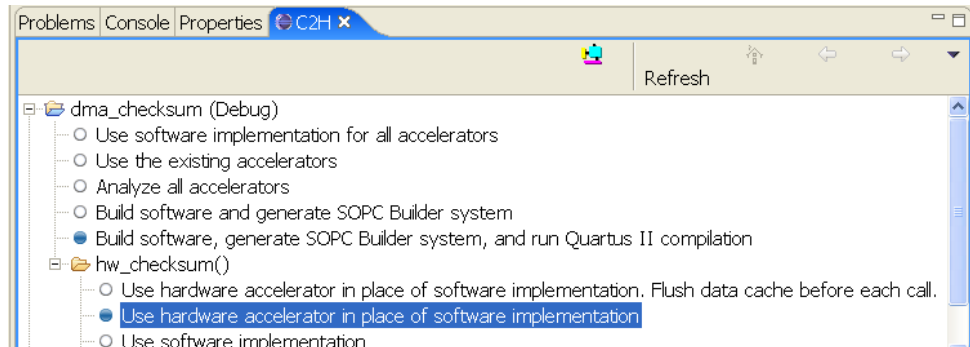 Problems Console Properties C2H
Refresh
dma_checksum (Debug)
Use software implementation for all accelerators
Use the existing accelerators
Analyze all accelerators
Build software and generate SOPC Builder system
Build software, generate SOPC Builder system, and run Quartus II compilation
hw_checksum()
Use hardware accelerator in place of software implementation. Flush data cache before each call.
Use hardware accelerator in place of software implementation
Use software implementation